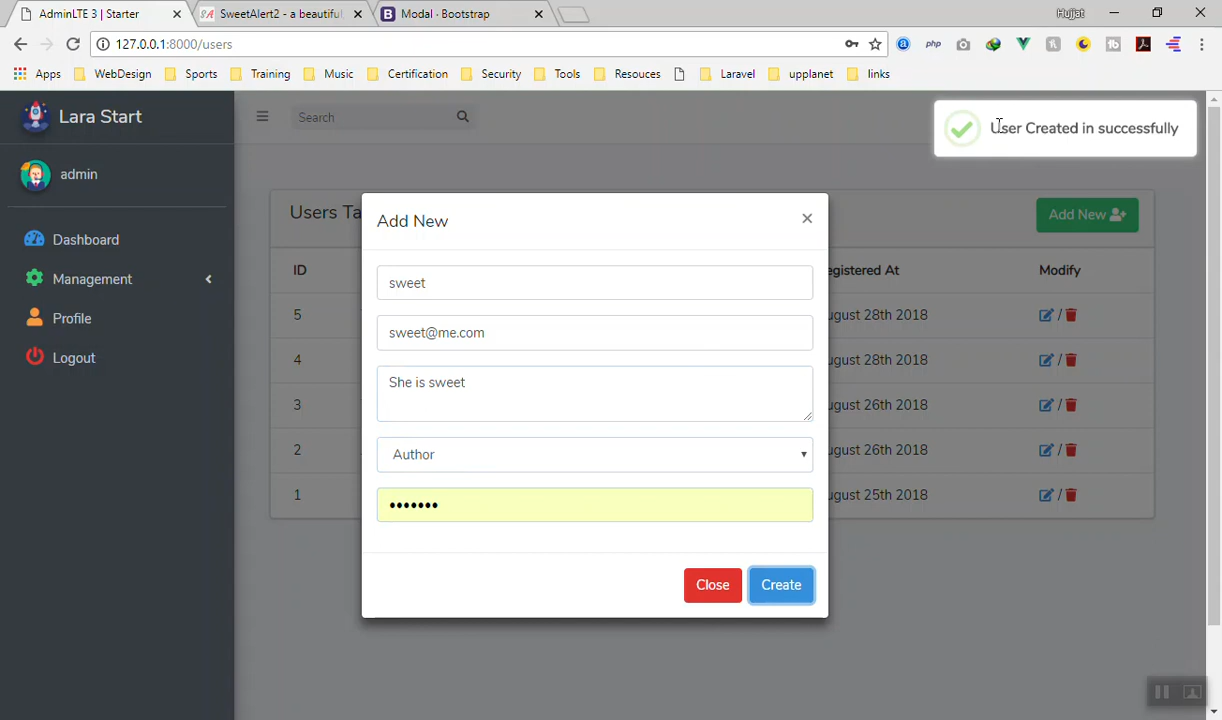 AdminLTE 3 | Starter
SweetAlert2 - a beautiful
Modal · Bootstrap
Hujjat
127.0.0.1:8000/users
php
Apps WebDesign Sports Training Music Certification Security Tools Resouces Laravel upplanet links
Lara Start
Search
User Created in successfully
admin
Users Ta
Add New
Add New
Dashboard
Management
Profile
Logout
ID
egistered At
Modify
sweet
5
ugust 28th 2018
/
sweet@me.com
4
ugust 28th 2018
/
She is sweet
3
ugust 26th 2018
/
Author
2
ugust 26th 2018
/
1
ugust 25th 2018
/
•••••••
Close
Create